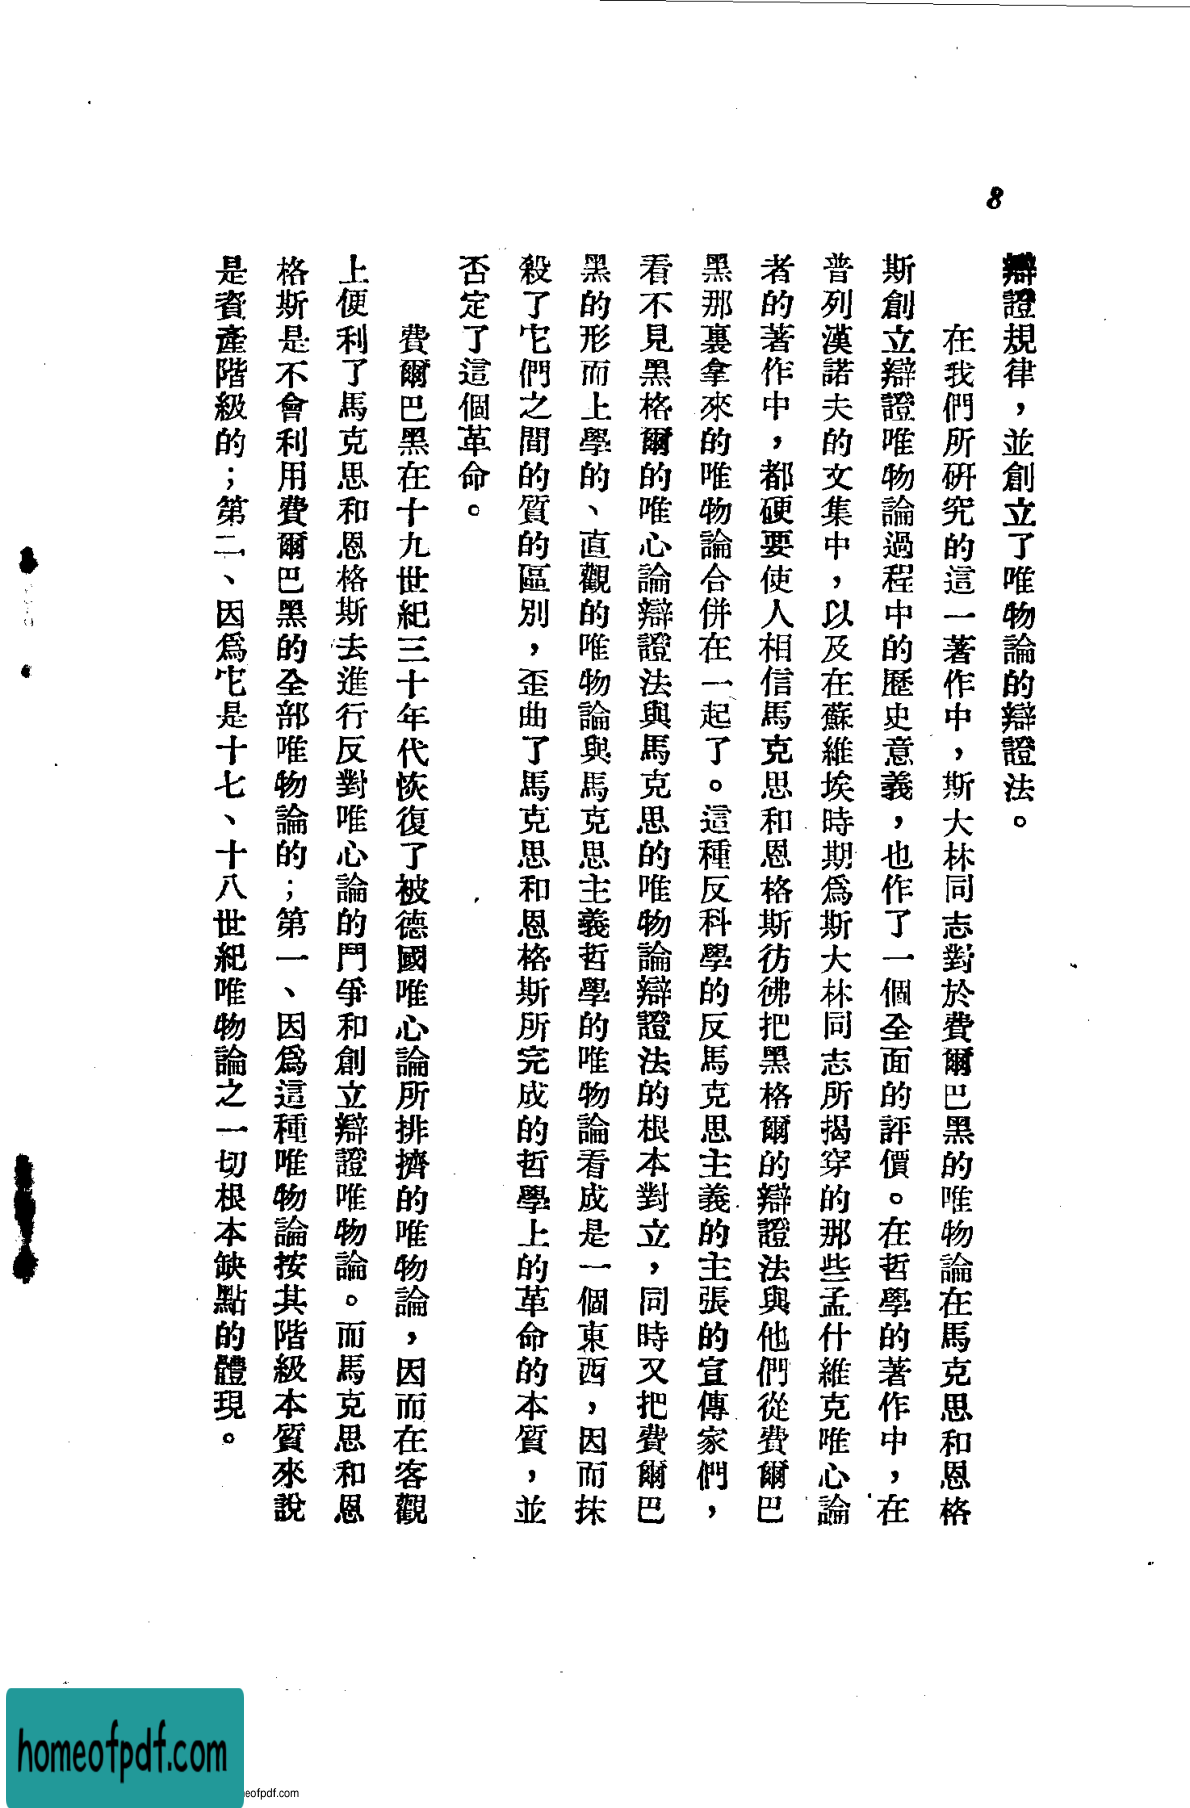 8
辯證規律，並創立了唯物論的辯證法。
在我們所研究的這一著作中，斯大林同志對於費爾巴黑的唯物論在馬克思和恩格
斯創立辯證唯物論過程中的歷史意義，也作了一個全面的評價。在哲學的著作中，在
普列漢諾夫的文集中，以及在蘇維埃時期爲斯大林同志所揭穿的那些孟什維克唯心論
者的著作中，都硬要使人相信馬克思和恩格斯彷彿把黑格爾的辯證法與他們從費爾巴
黑那裏拿來的唯物論合併在一起了。這種反科學的反馬克思主義的主張的宣傳家們，
看不見黑格爾的唯心論辯證法與馬克思的唯物論辯證法的根本對立，同時又把費爾巴
黑的形而上學的、直觀的唯物論與馬克思主義哲學的唯物論看成是一個東西，因而抹
殺了它們之間的質的區別，歪曲了馬克思和恩格斯所完成的哲學上的革命的本質，並
否定了這個革命。
費爾巴黑在十九世紀三十年代恢復了被德國唯心論所排擠的唯物論，因而在客觀
上便利了馬克思和恩格斯去進行反對唯心論的鬥爭和創立辯證唯物論。而馬克思和恩
格斯是不會利用費爾巴黑的全部唯物論的；第一、因爲這種唯物論按其階級本質來說
是資產階級的；第二、因爲它是十七、十八世紀唯物論之一切根本缺點的體現。
homeofpdf.com
eofpdf.com